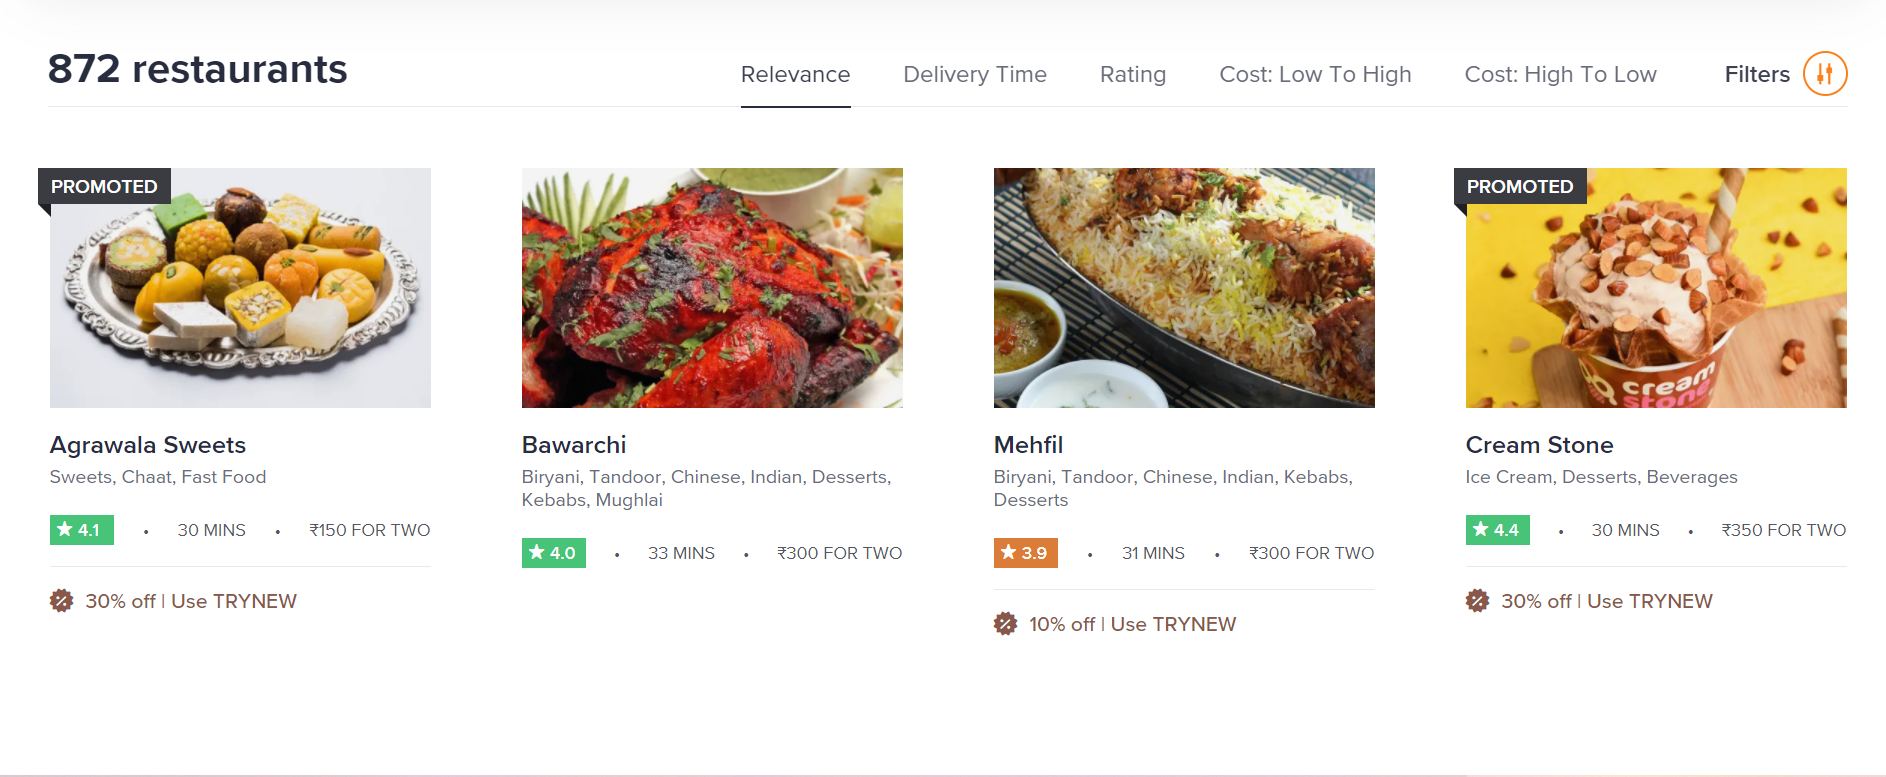 872 restaurants
Relevance
Delivery Time
Rating
Cost: Low To High
Cost: High To Low
Filters
PROMOTED
Agrawala Sweets
Sweets, Chaat, Fast Food
4.1 • 30 MINS • ₹150 FOR TWO
30% off | Use TRYNEW
Bawarchi
Biryani, Tandoor, Chinese, Indian, Desserts,
Kebabs, Mughlai
4.0 • 33 MINS • ₹300 FOR TWO
Mehfil
Biryani, Tandoor, Chinese, Indian, Kebabs,
Desserts
3.9 • 31 MINS • ₹300 FOR TWO
10% off | Use TRYNEW
PROMOTED
cream
stone
Cream Stone
Ice Cream, Desserts, Beverages
4.4 • 30 MINS • ₹350 FOR TWO
30% off | Use TRYNEW